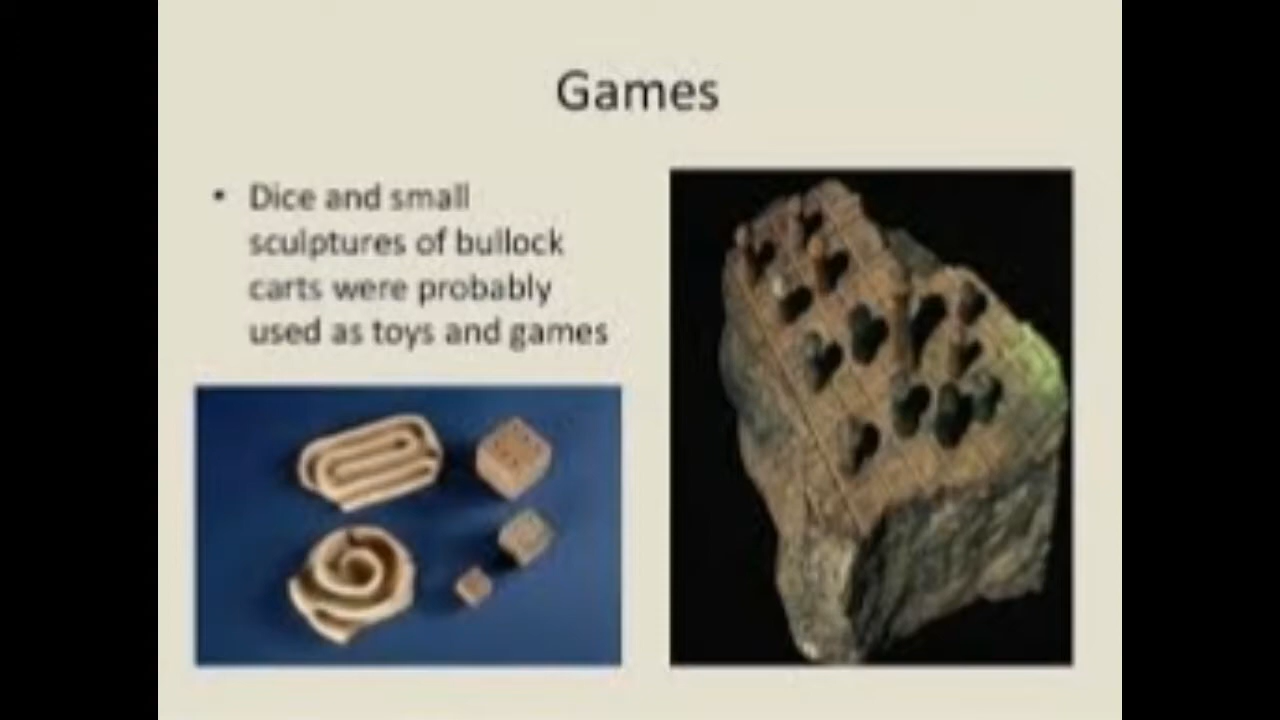 Games
• Dice and small
sculptures of bullock
carts were probably
used as toys and games